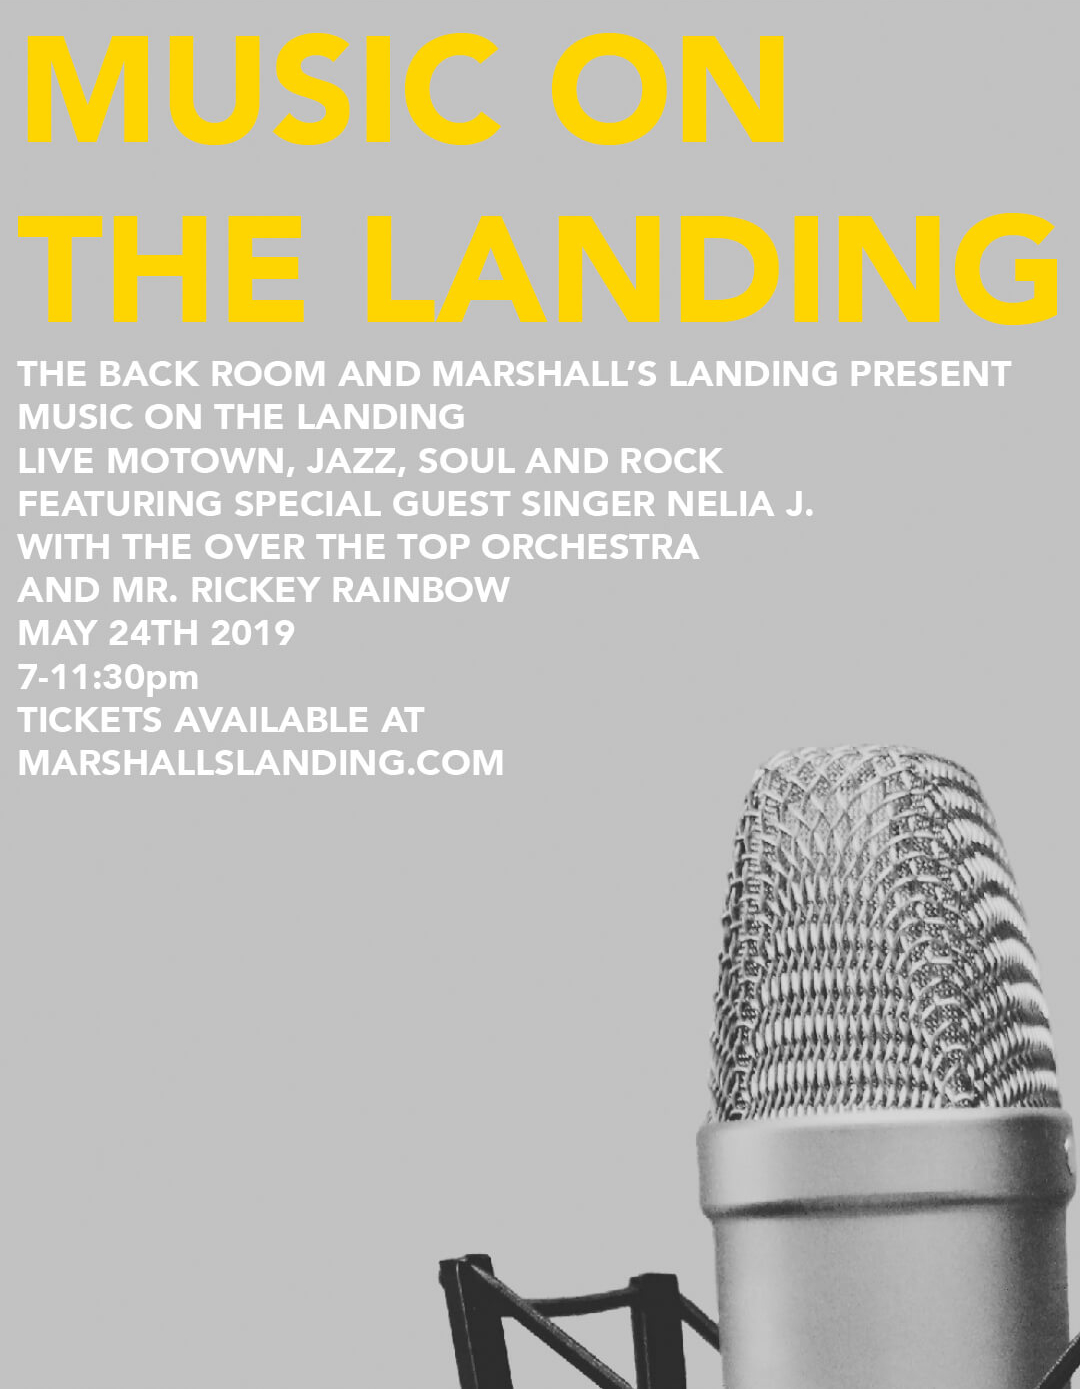 MUSIC ON
THE LANDING
THE BACK ROOM AND MARSHALL’S LANDING PRESENT
MUSIC ON THE LANDING
LIVE MOTOWN, JAZZ, SOUL AND ROCK
FEATURING SPECIAL GUEST SINGER NELIA J.
WITH THE OVER THE TOP ORCHESTRA
AND MR. RICKEY RAINBOW
MAY 24TH 2019
7-11:30pm
TICKETS AVAILABLE AT
MARSHALLSLANDING.COM